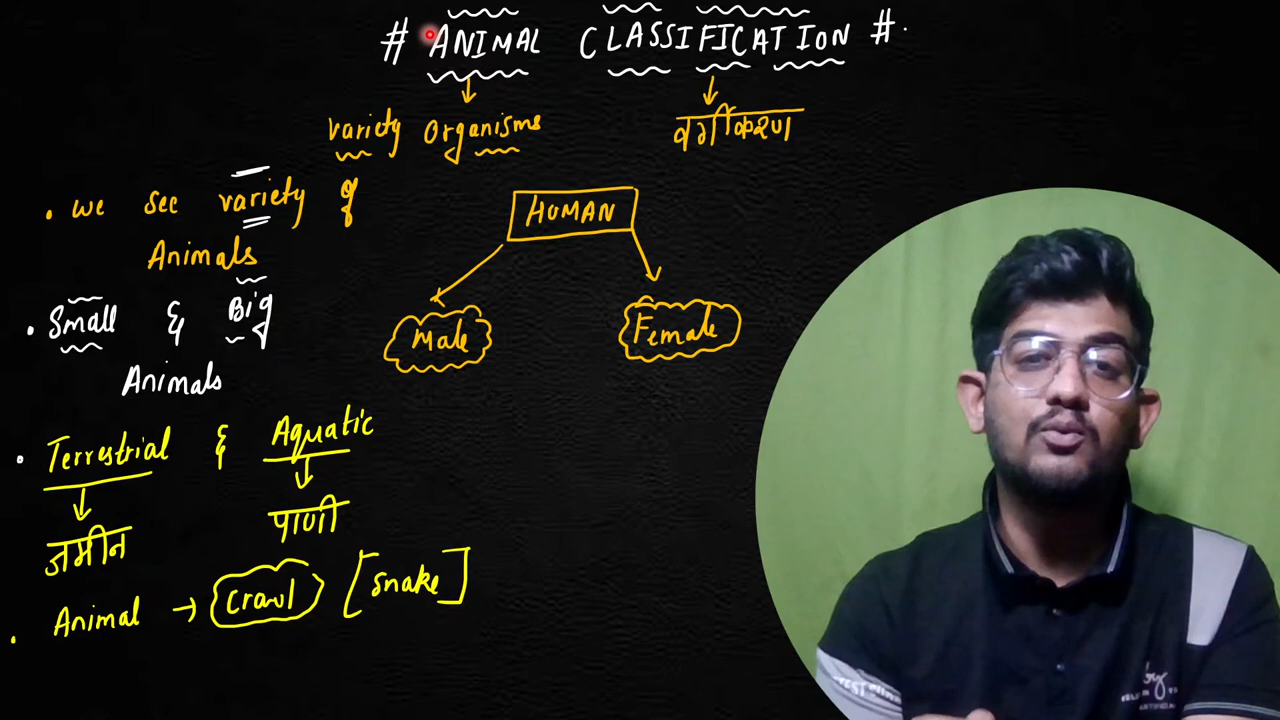 # ANIMAL CLASSIFICATION #.
variety organisms
वर्गीकरण
• we see variety of
Animals
HUMAN
• Small & Big
Animals
Male
Female
• Terrestrial & Aquatic
जमीन
पाणी
• Animal → Crawl [snake]